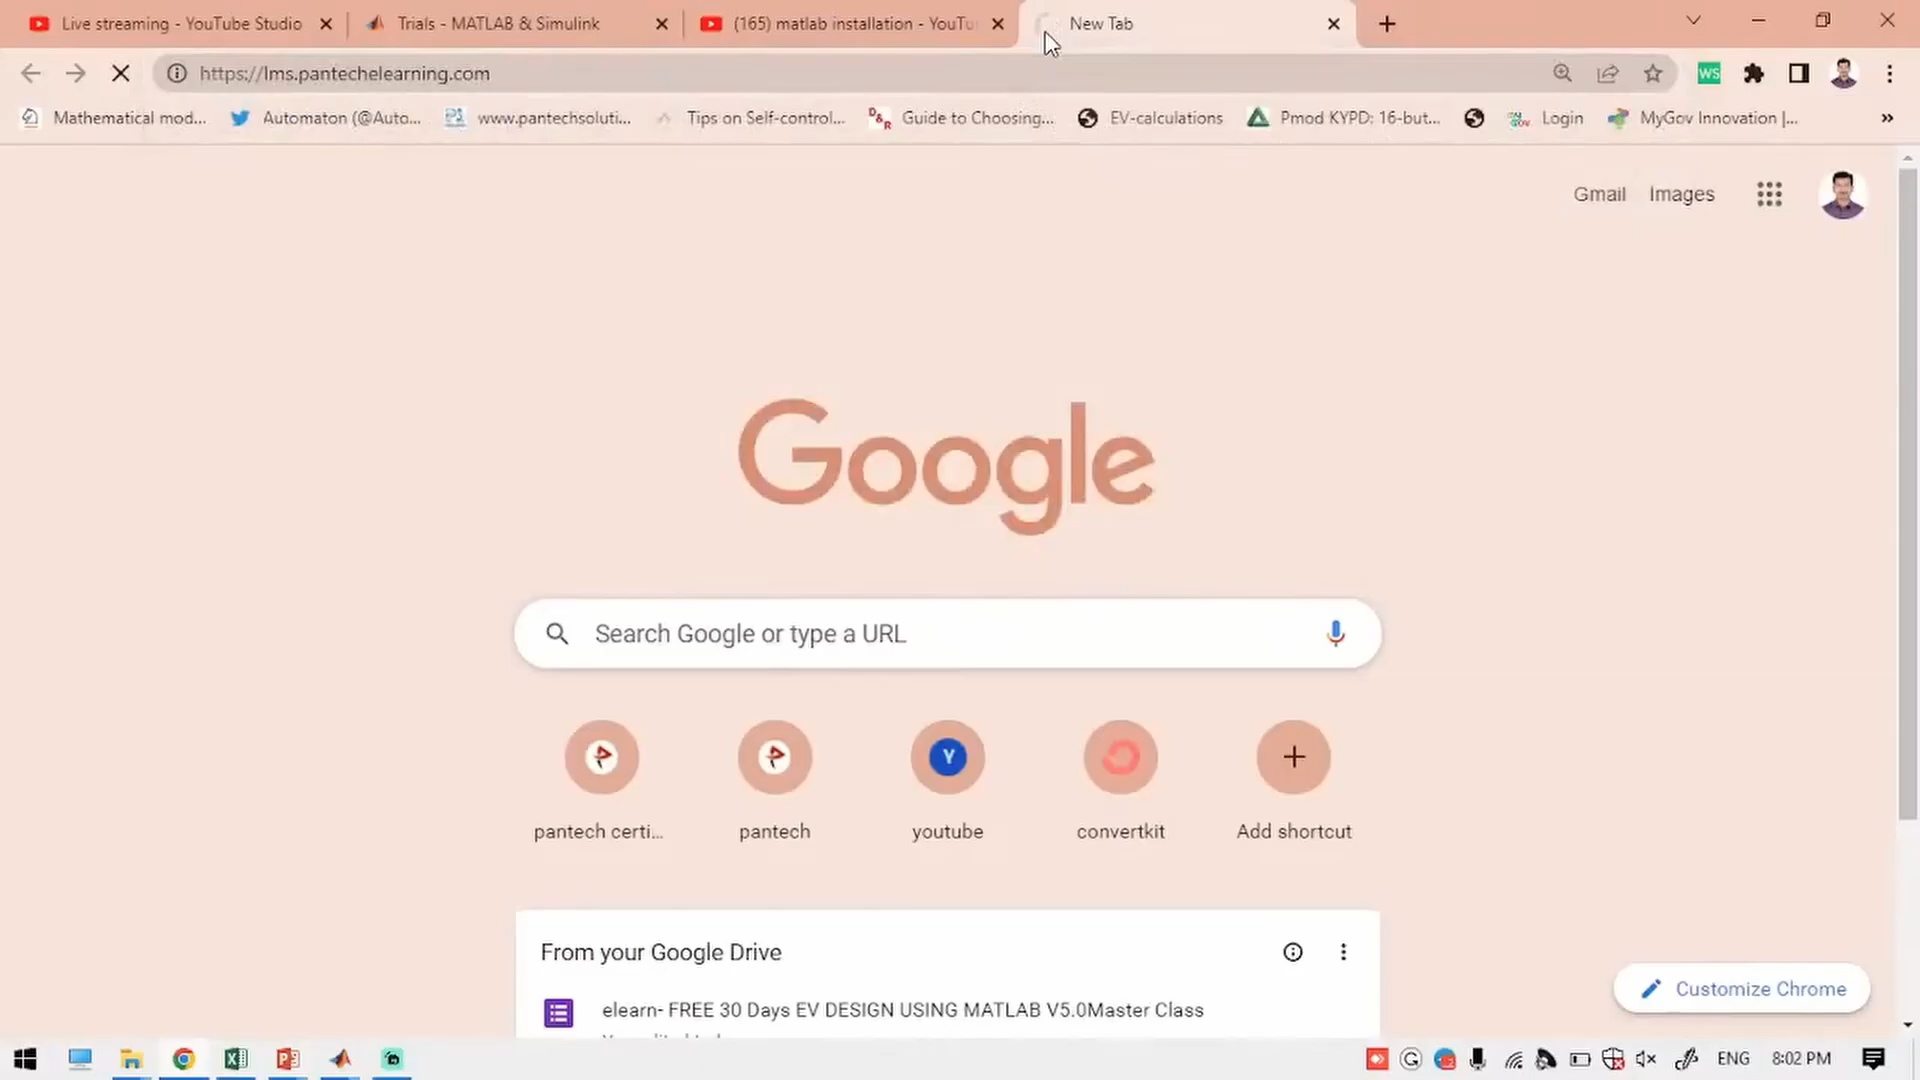 Live streaming - YouTube Studio
Trials - MATLAB & Simulink
(165) matlab installation - YouTu
New Tab
https://lms.pantechelearning.com
WS
Mathematical mod...
Automaton (@Auto...
www.pantechsoluti...
Tips on Self-control...
D&R
Guide to Choosing...
EV-calculations
Pmod KYPD: 16-but...
Login
MyGov Innovation |...
Gmail
Images
Google
Search Google or type a URL
Y
pantech certi...
pantech
youtube
convertkit
Add shortcut
From your Google Drive
elearn- FREE 30 Days EV DESIGN USING MATLAB V5.0Master Class
Customize Chrome
ENG
8:02 PM